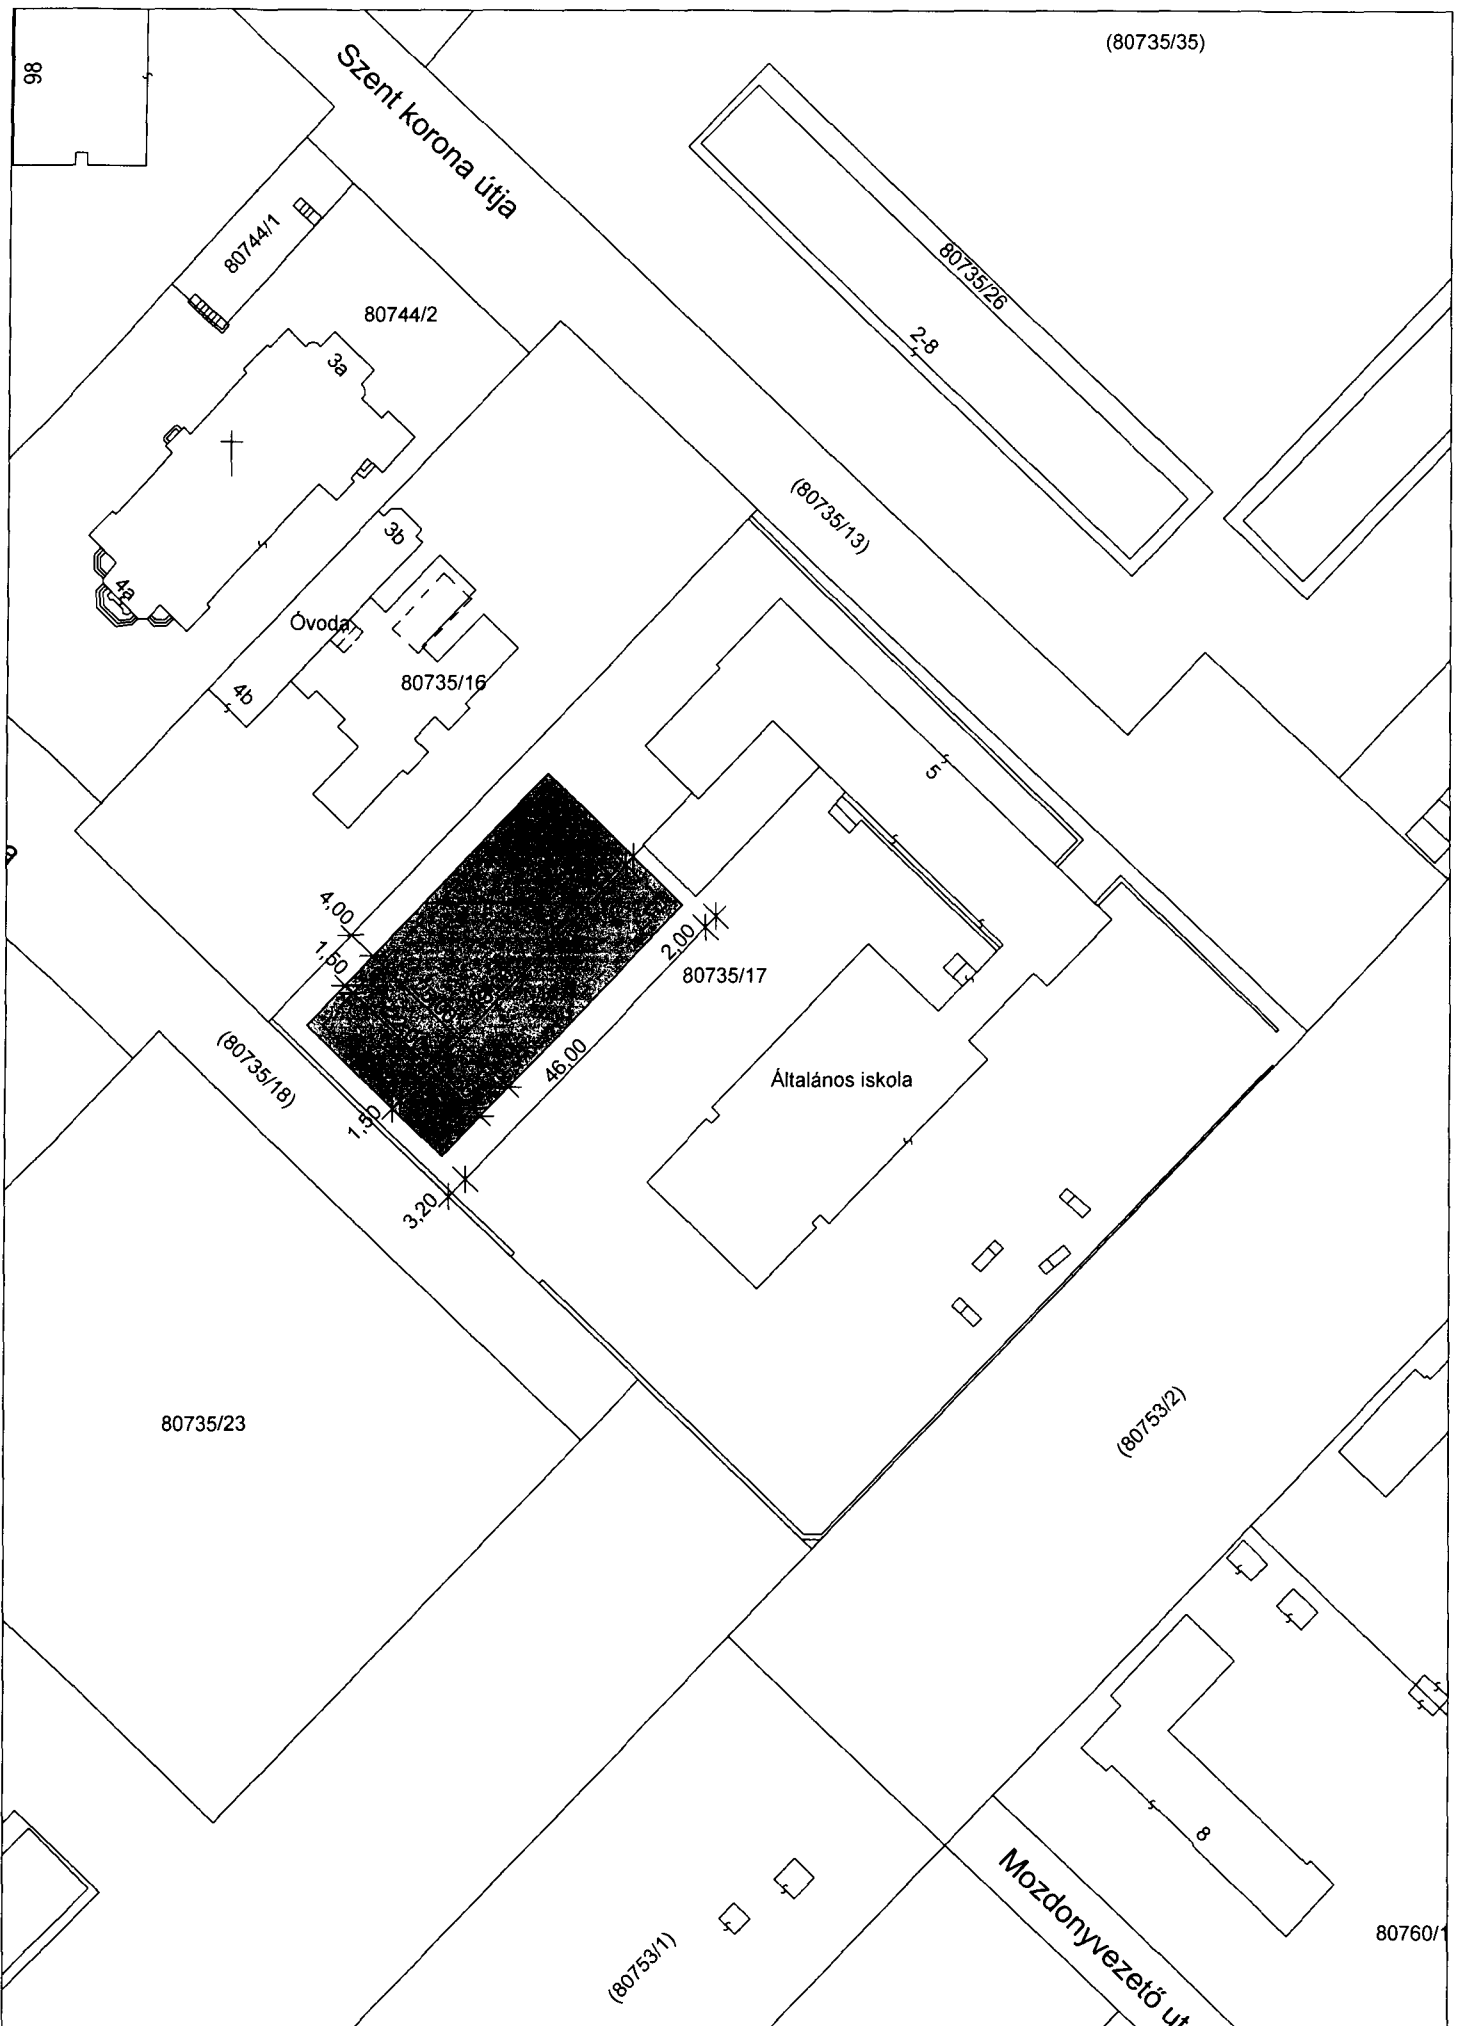 (80735/35)
98
Szent korona útja
80744/1
80744/2
80735/26
2-8
3a
(80735/13)
3b
4a
Óvoda
80735/16
4b
5
4,00
1,50
2,00
80735/17
46,00
(80735/18)
Általános iskola
1,50
3,20
80735/23
(80753/2)
8
Mozdonyvezető ut
80760/1
(80753/1)